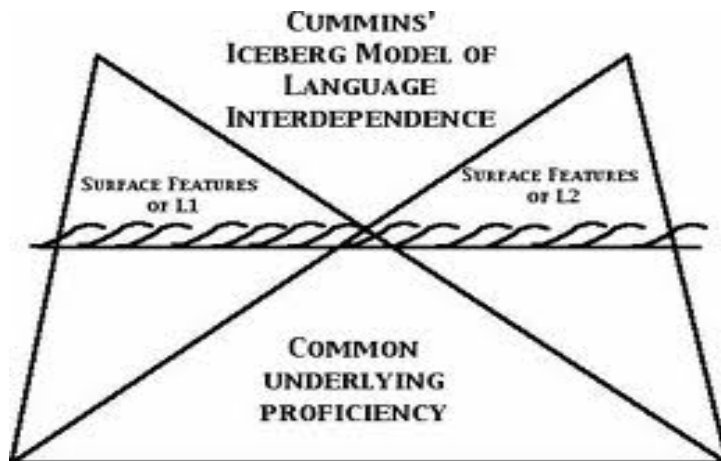 CUMMINS'
ICEBERG MODEL OF
LANGUAGE
INTERDEPENDENCE
SURFACE FEATURES
OF L1
SURFACE FEATURES
OF L2
COMMON
UNDERLYING
PROFICIENCY